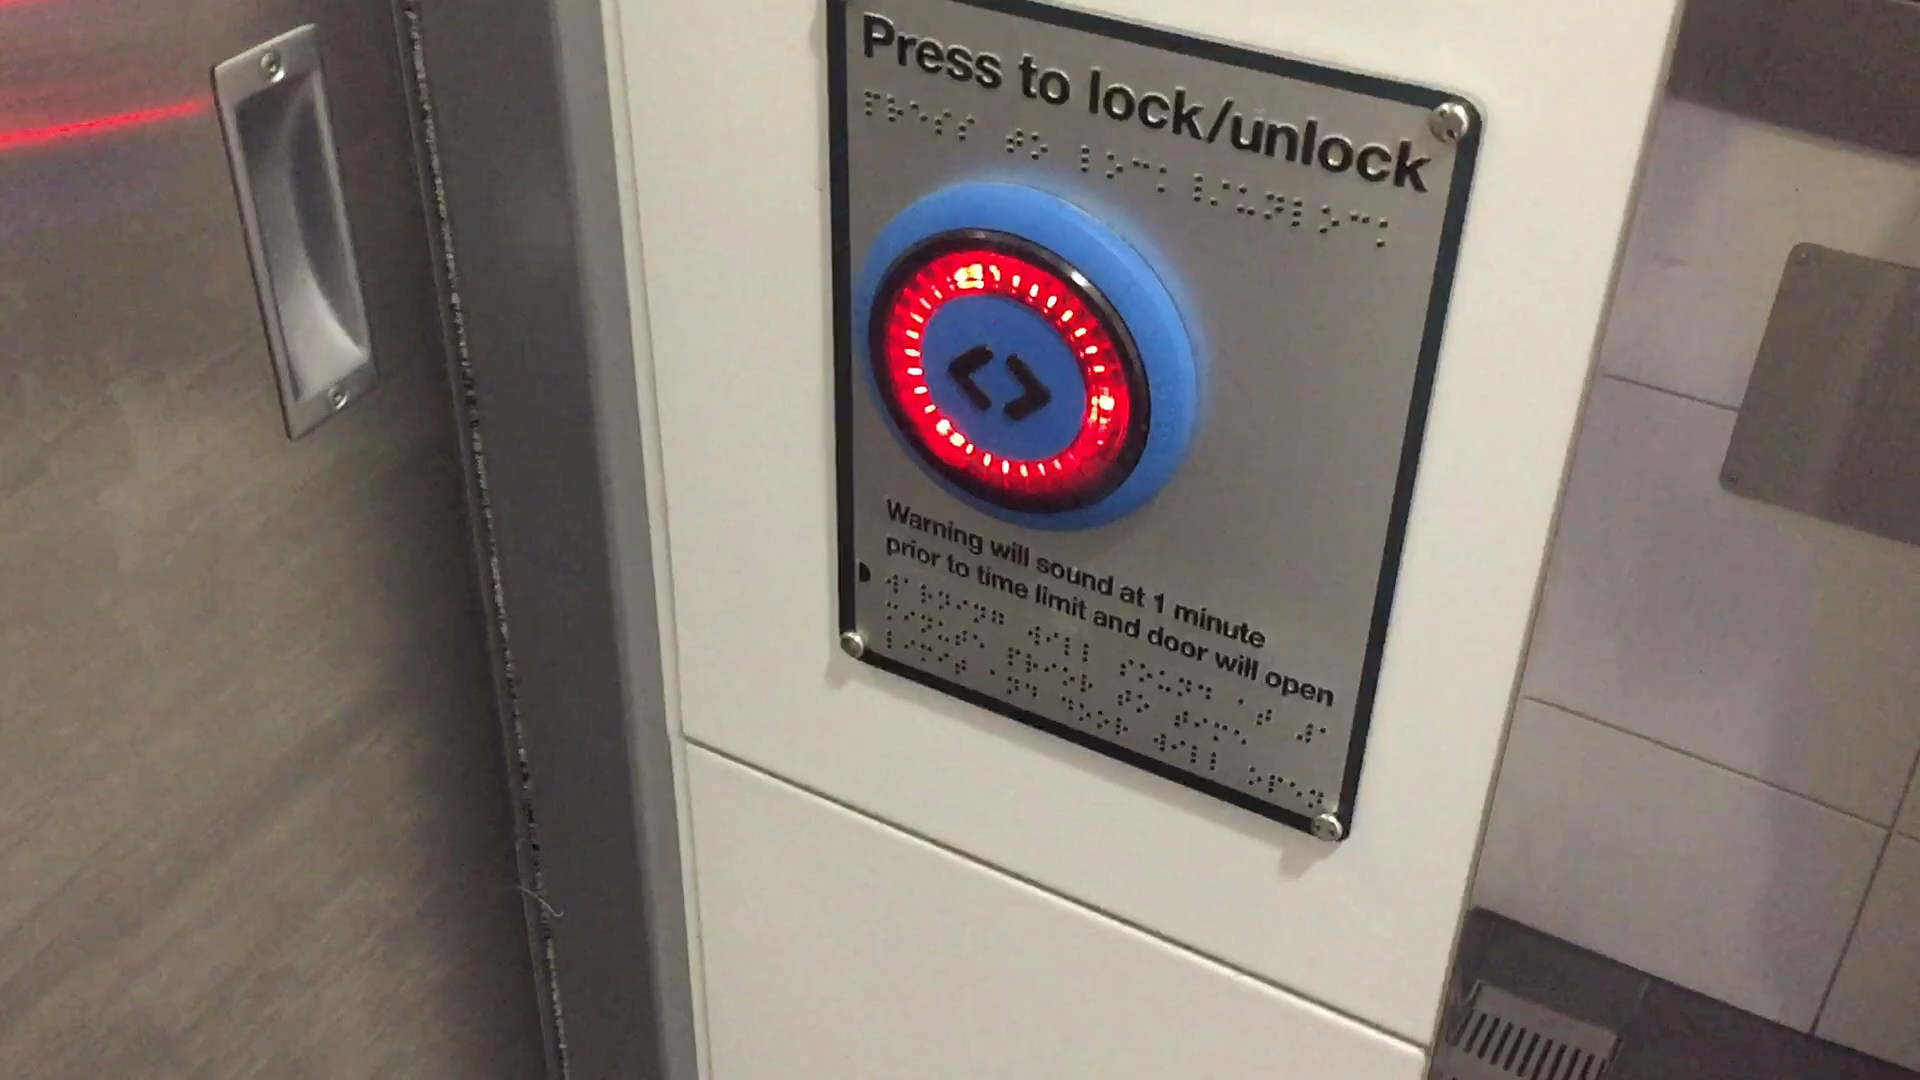 Press to lock/unlock
Warning will sound at 1 minute
prior to time limit and door will open